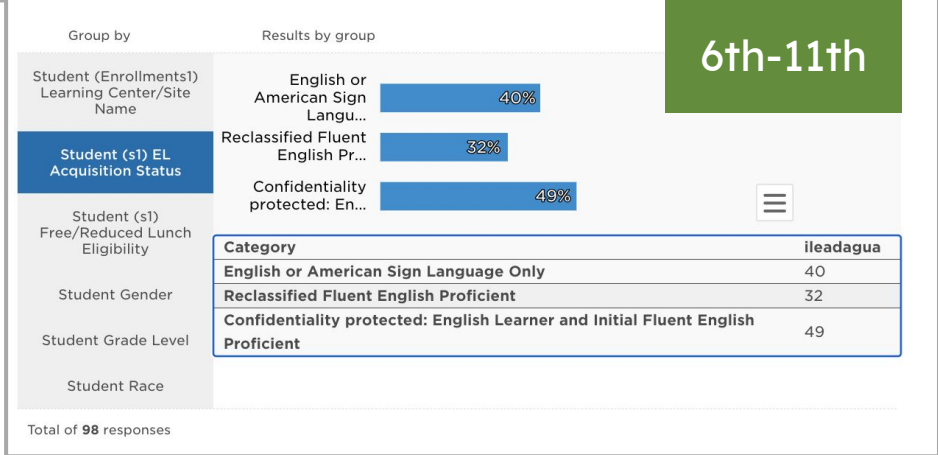 Group by
Results by group
6th-11th
Student (Enrollments1)
Learning Center/Site
Name
Student (s1) EL
Acquisition Status
Student (s1)
Free/Reduced Lunch
Eligibility
Student Gender
Student Grade Level
Student Race
English or
American Sign
Langu...
40%
Reclassified Fluent
English Pr...
32%
Confidentiality
protected: En...
49%
Category ileadagua
English or American Sign Language Only 40
Reclassified Fluent English Proficient 32
Confidentiality protected: English Learner and Initial Fluent English
Proficient
49
Total of 98 responses